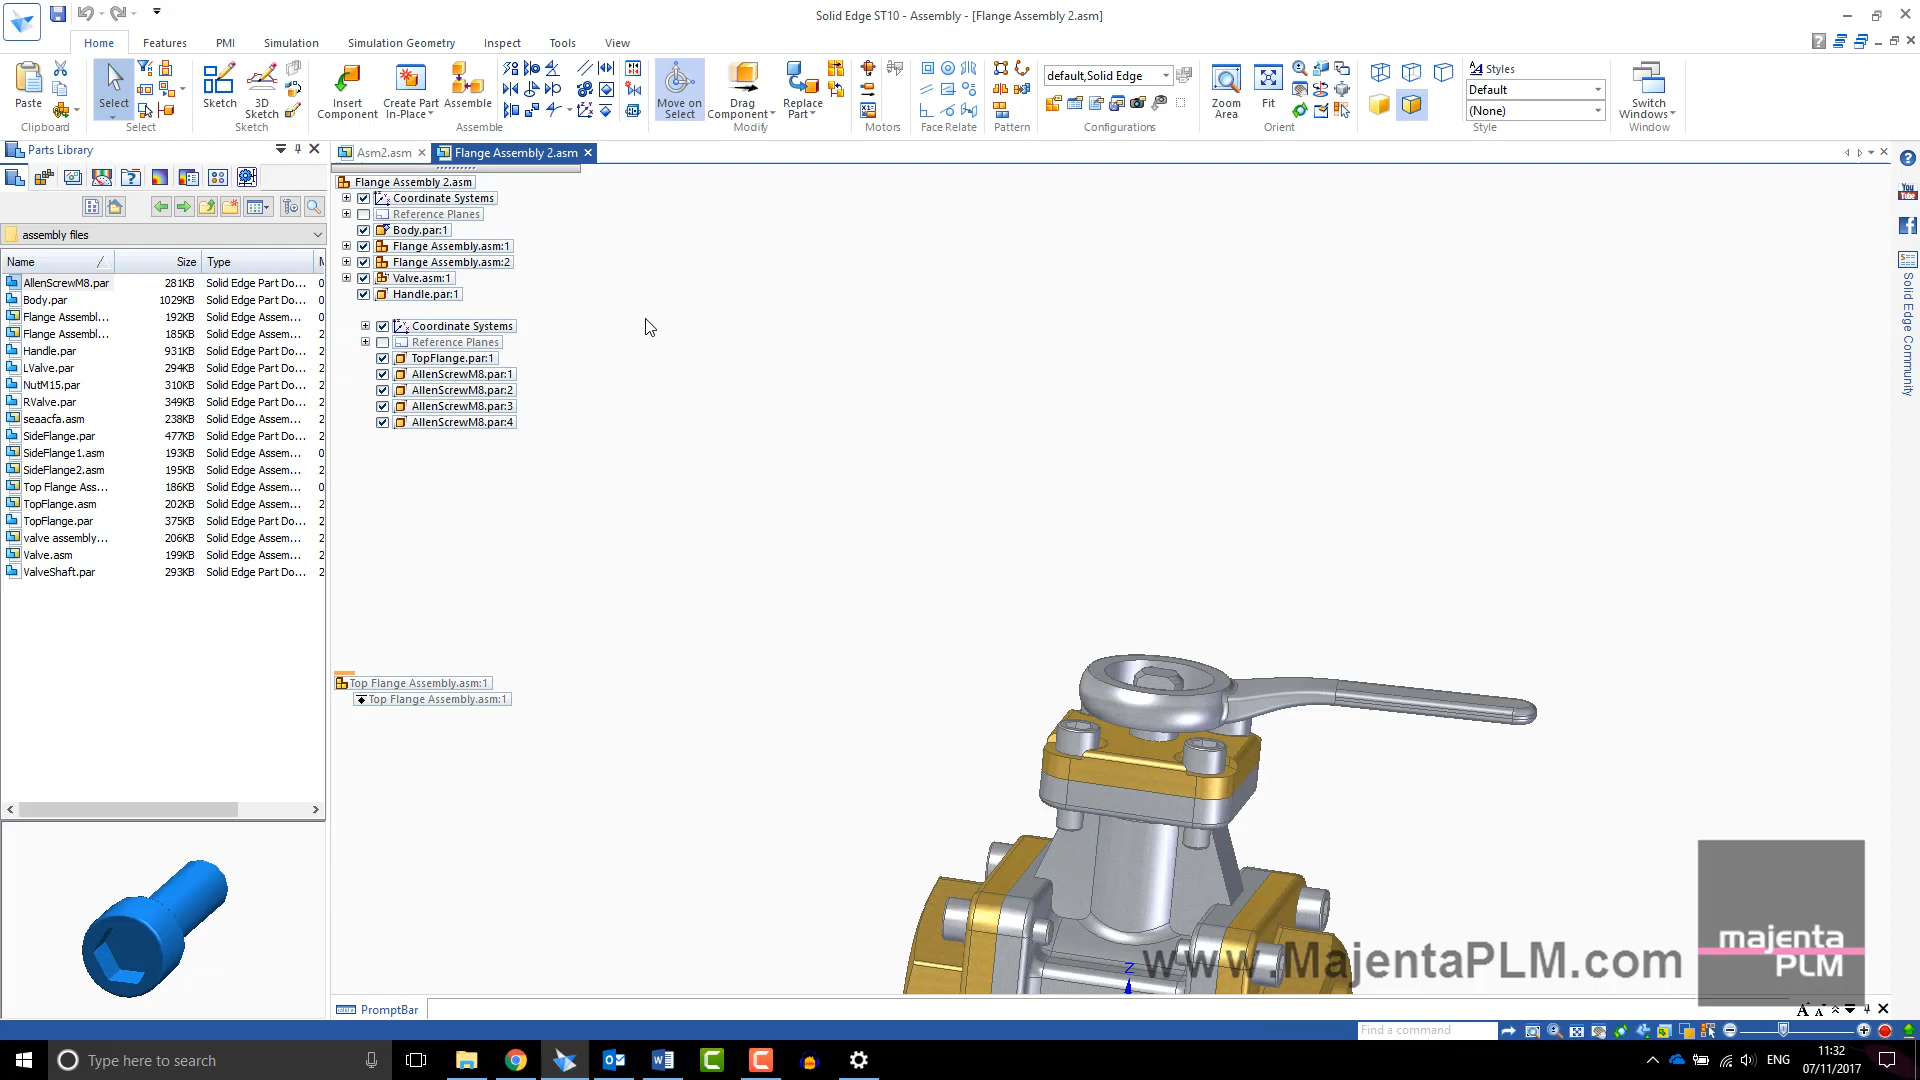 Solid Edge ST10 - Assembly - [Flange Assembly 2.asm]
Home Features PMI Simulation Simulation Geometry Inspect Tools View
Paste
Clipboard
Select
Select
Sketch
3D Sketch
Sketch
Insert Component
Create Part In-Place
Assemble
Assemble
Move on Select
Drag Component
Replace Part
Modify
Motors
Face Relate
Pattern
default,Solid Edge
Configurations
Zoom Area
Fit
Orient
Styles
Default
(None)
Style
Switch Windows
Window
Parts Library
assembly files
Name Size Type
AllenScrewM8.par 281KB Solid Edge Part Do...
Body.par 1029KB Solid Edge Part Do...
Flange Assembl... 192KB Solid Edge Assem...
Flange Assembl... 185KB Solid Edge Assem...
Handle.par 931KB Solid Edge Part Do...
LValve.par 294KB Solid Edge Part Do...
NutM15.par 310KB Solid Edge Part Do...
RValve.par 349KB Solid Edge Part Do...
seaacfa.asm 238KB Solid Edge Assem...
SideFlange.par 477KB Solid Edge Part Do...
SideFlange1.asm 193KB Solid Edge Assem...
SideFlange2.asm 195KB Solid Edge Assem...
Top Flange Ass... 186KB Solid Edge Assem...
TopFlange.asm 202KB Solid Edge Assem...
TopFlange.par 375KB Solid Edge Part Do...
valve assembly... 206KB Solid Edge Assem...
Valve.asm 199KB Solid Edge Assem...
ValveShaft.par 293KB Solid Edge Part Do...
Asm2.asm Flange Assembly 2.asm
Flange Assembly 2.asm
Coordinate Systems
Reference Planes
Body.par:1
Flange Assembly.asm:1
Flange Assembly.asm:2
Valve.asm:1
Handle.par:1
Coordinate Systems
Reference Planes
TopFlange.par:1
AllenScrewM8.par:1
AllenScrewM8.par:2
AllenScrewM8.par:3
AllenScrewM8.par:4
Top Flange Assembly.asm:1
Top Flange Assembly.asm:1
You Tube
Solid Edge Community
Z
www.MajentaPLM.com
majenta
PLM
PromptBar
Find a command
Type here to search
ENG
11:32
07/11/2017